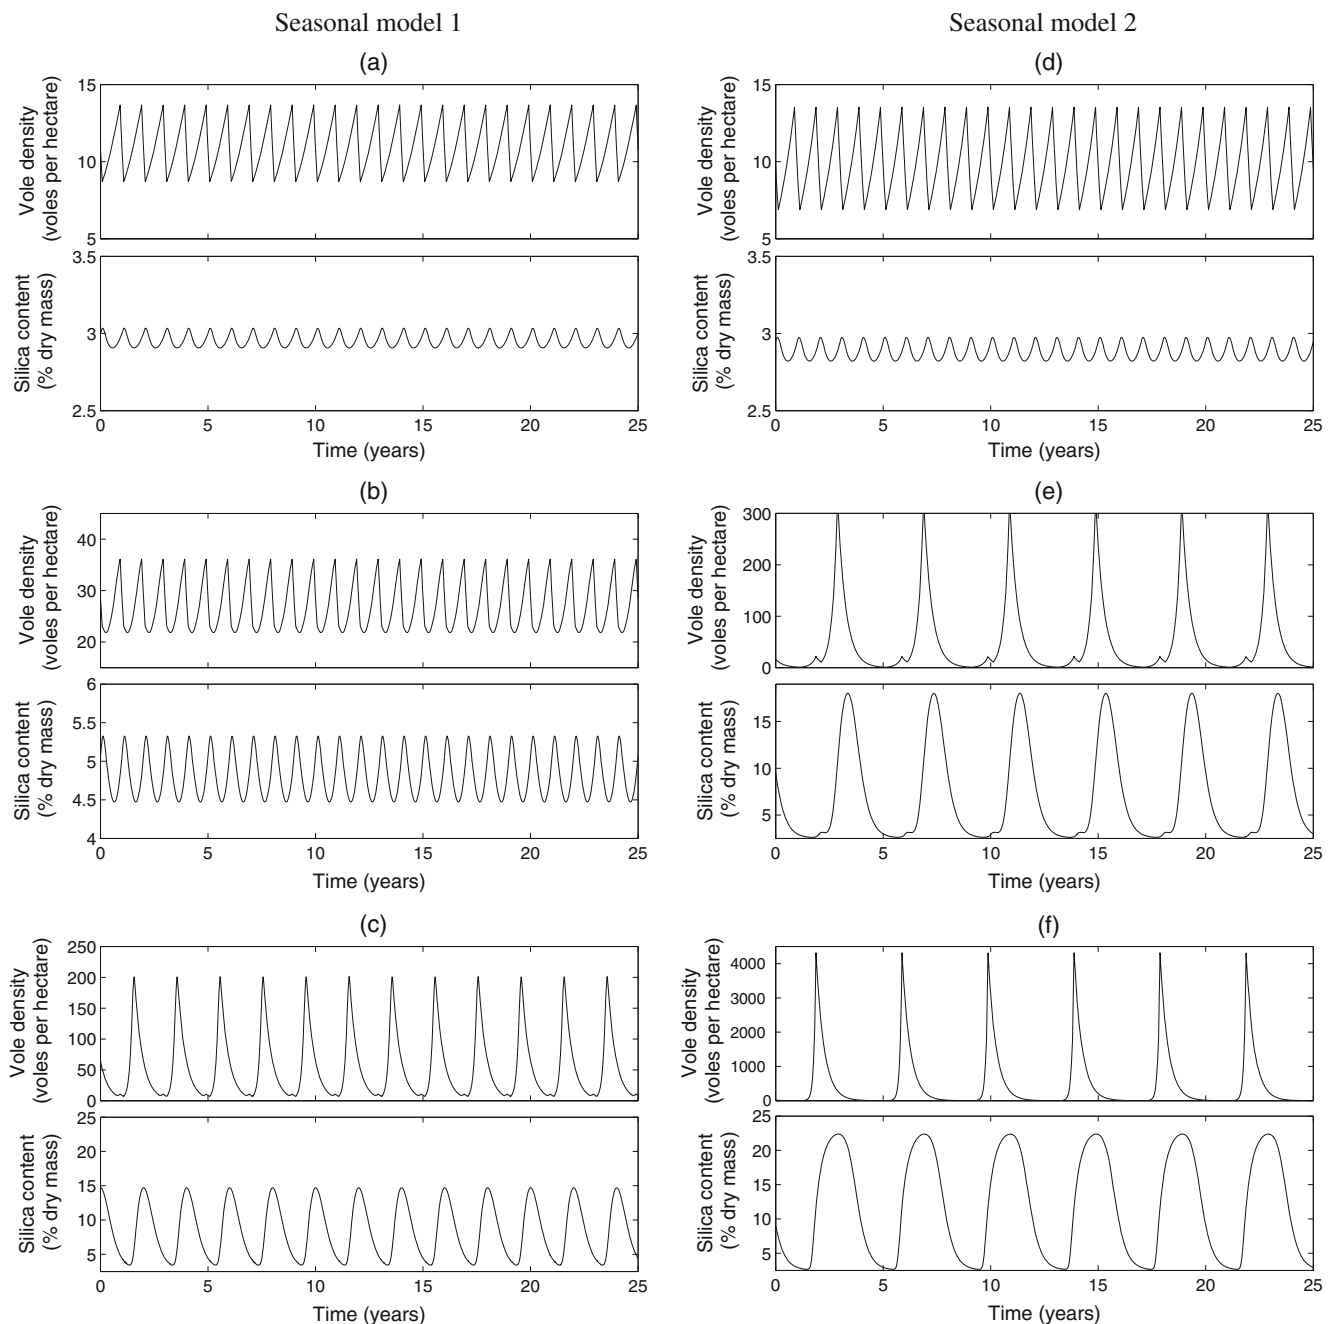 Seasonal model 1
Seasonal model 2
(a)
Vole density
(voles per hectare)
15
10
5
Silica content
(% dry mass)
3.5
3
2.5
0 5 10 15 20 25
Time (years)
(d)
Vole density
(voles per hectare)
15
10
5
Silica content
(% dry mass)
3.5
3
2.5
0 5 10 15 20 25
Time (years)
(b)
Vole density
(voles per hectare)
40
30
20
Silica content
(% dry mass)
6
5.5
5
4.5
4
0 5 10 15 20 25
Time (years)
(e)
Vole density
(voles per hectare)
300
200
100
0
Silica content
(% dry mass)
15
10
5
0 5 10 15 20 25
Time (years)
(c)
Vole density
(voles per hectare)
250
200
150
100
50
0
Silica content
(% dry mass)
25
20
15
10
5
0 5 10 15 20 25
Time (years)
(f)
Vole density
(voles per hectare)
4000
3000
2000
1000
0
Silica content
(% dry mass)
25
20
15
10
5
0 5 10 15 20 25
Time (years)